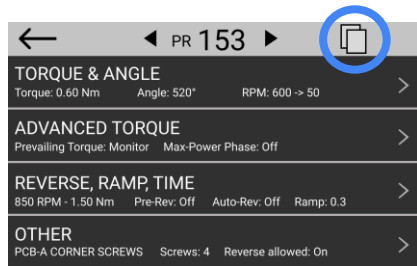 PR 153
TORQUE & ANGLE
Torque: 0.60 Nm Angle: 520° RPM: 600 -> 50
ADVANCED TORQUE
Prevailing Torque: Monitor Max-Power Phase: Off
REVERSE, RAMP, TIME
850 RPM - 1.50 Nm Pre-Rev: Off Auto-Rev: Off Ramp: 0.3
OTHER
PCB-A CORNER SCREWS Screws: 4 Reverse allowed: On